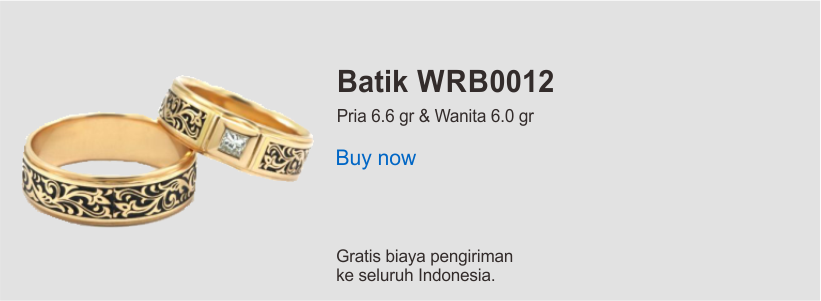 Batik WRB0012
Pria 6.6 gr & Wanita 6.0 gr
Buy now
Gratis biaya pengiriman
ke seluruh Indonesia.